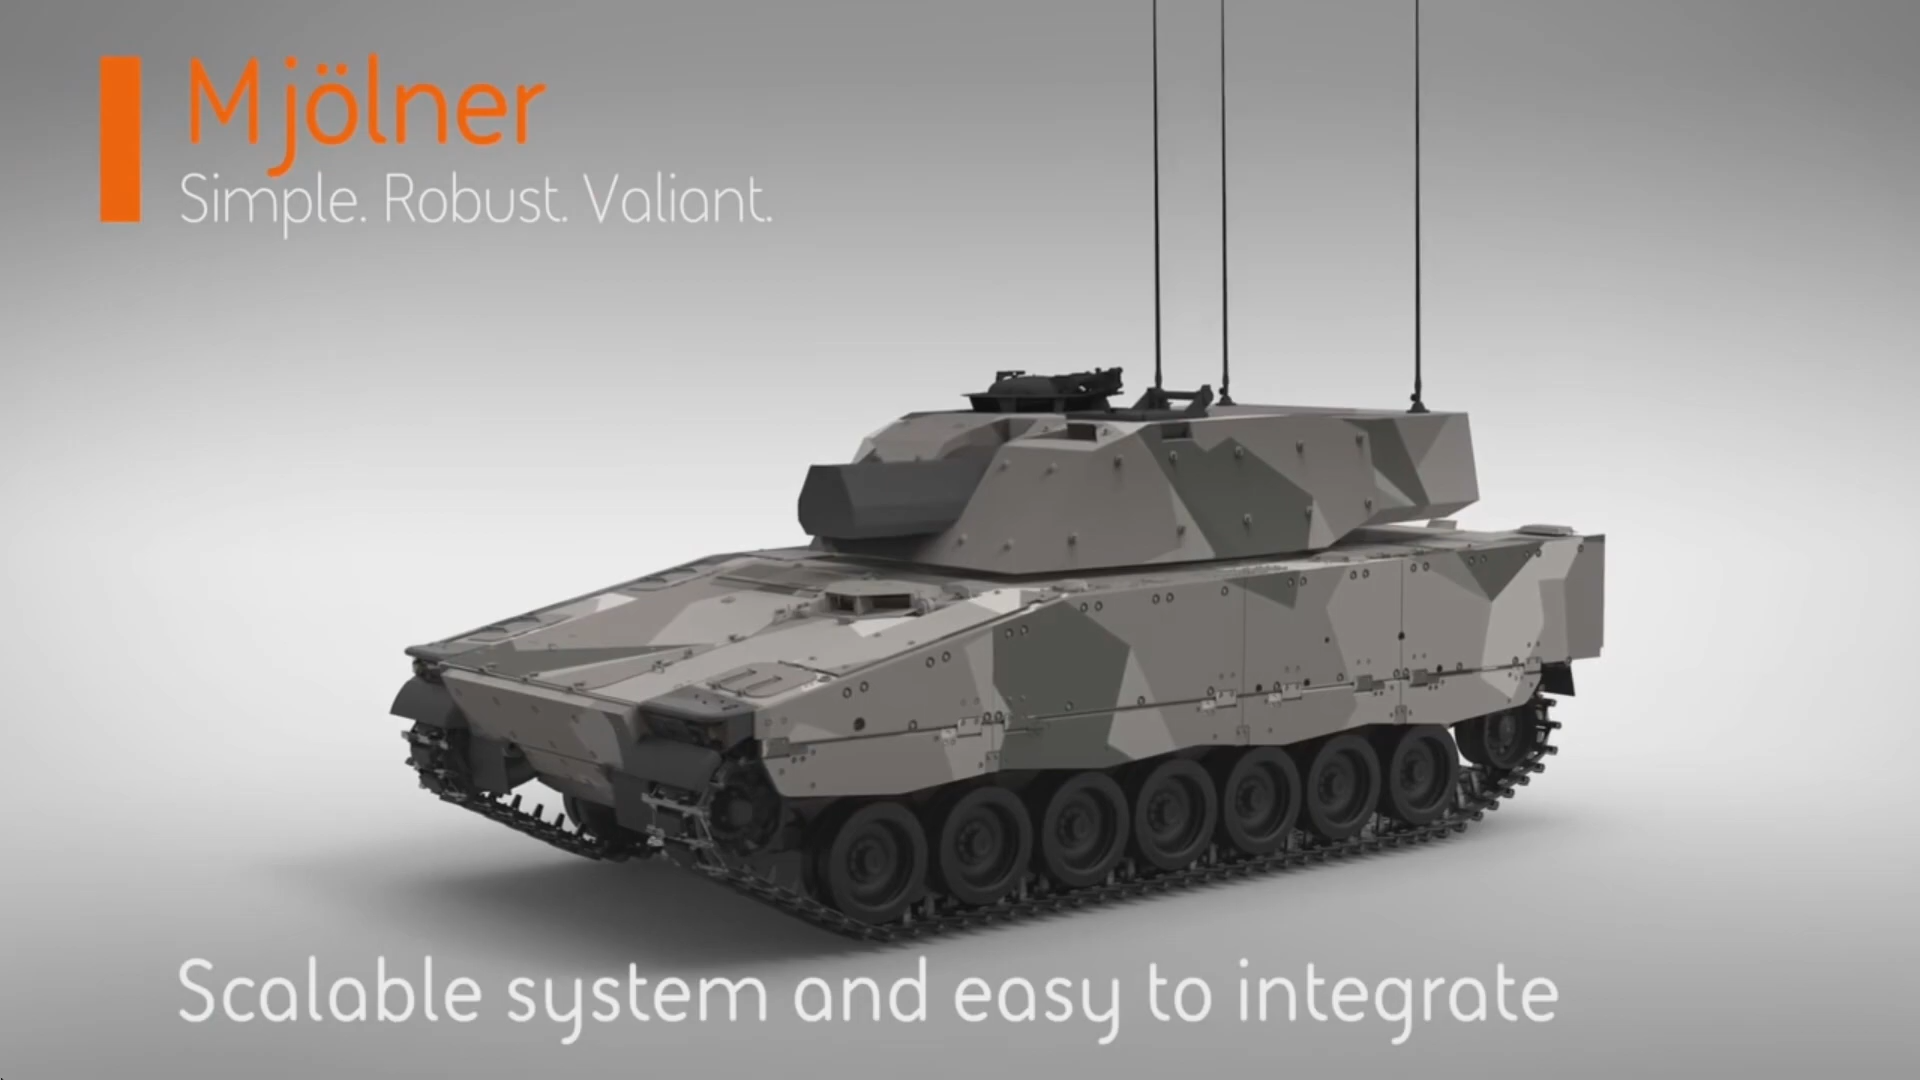 Mjölner
Simple. Robust. Valiant.
Scalable system and easy to integrate